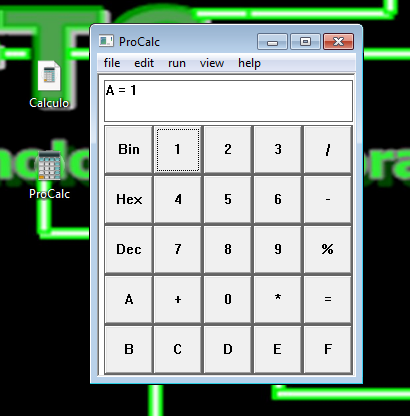 ProCalc
file edit run view help
A = 1
Bin 1 2 3 /
Hex 4 5 6 -
Dec 7 8 9 %
A + 0 * =
B C D E F
Calculo
ProCalc